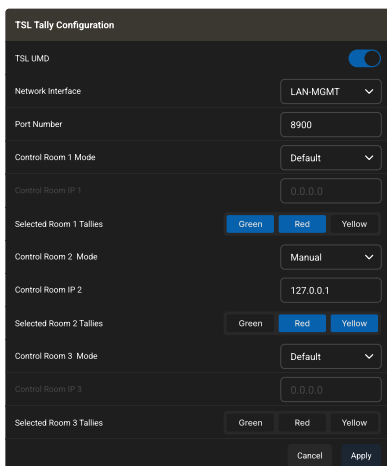 TSL Tally Configuration
TSL UMD
Network Interface LAN-MGMT
Port Number 8900
Control Room 1 Mode Default
Control Room IP 1 0.0.0.0
Selected Room 1 Tallies Green Red Yellow
Control Room 2 Mode Manual
Control Room IP 2 127.0.0.1
Selected Room 2 Tallies Green Red Yellow
Control Room 3 Mode Default
Control Room IP 3 0.0.0.0
Selected Room 3 Tallies Green Red Yellow
Cancel Apply